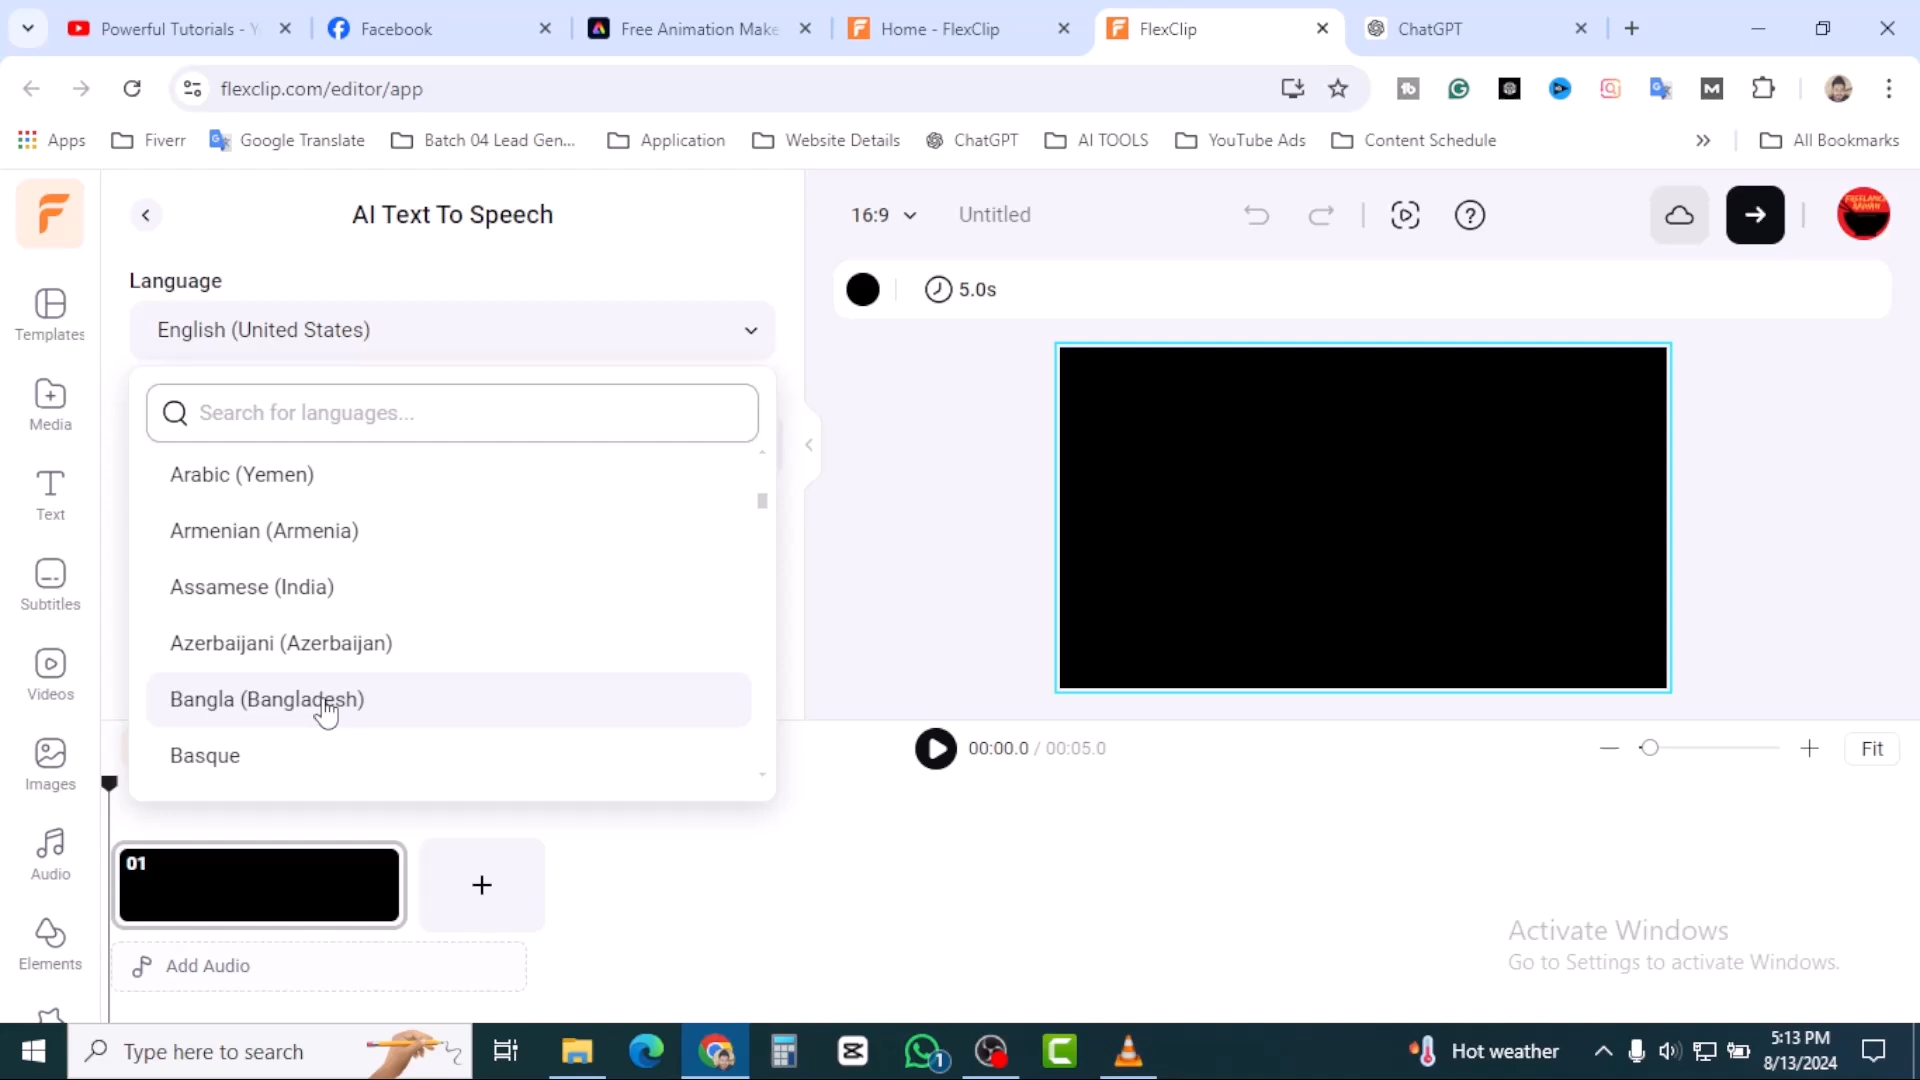 Powerful Tutorials - Y
Facebook
Free Animation Make
Home - FlexClip
FlexClip
ChatGPT
flexclip.com/editor/app
Apps
Fiverr
Google Translate
Batch 04 Lead Gen...
Application
Website Details
ChatGPT
AI TOOLS
YouTube Ads
Content Schedule
All Bookmarks
AI Text To Speech
16:9
Untitled
Language
English (United States)
5.0s
Search for languages...
Arabic (Yemen)
Armenian (Armenia)
Assamese (India)
Azerbaijani (Azerbaijan)
Bangla (Bangladesh)
Basque
Templates
Media
Text
Subtitles
Videos
Images
Audio
Elements
00:00.0 / 00:05.0
Fit
01
Add Audio
Activate Windows
Go to Settings to activate Windows.
Type here to search
1
Hot weather
5:13 PM
8/13/2024